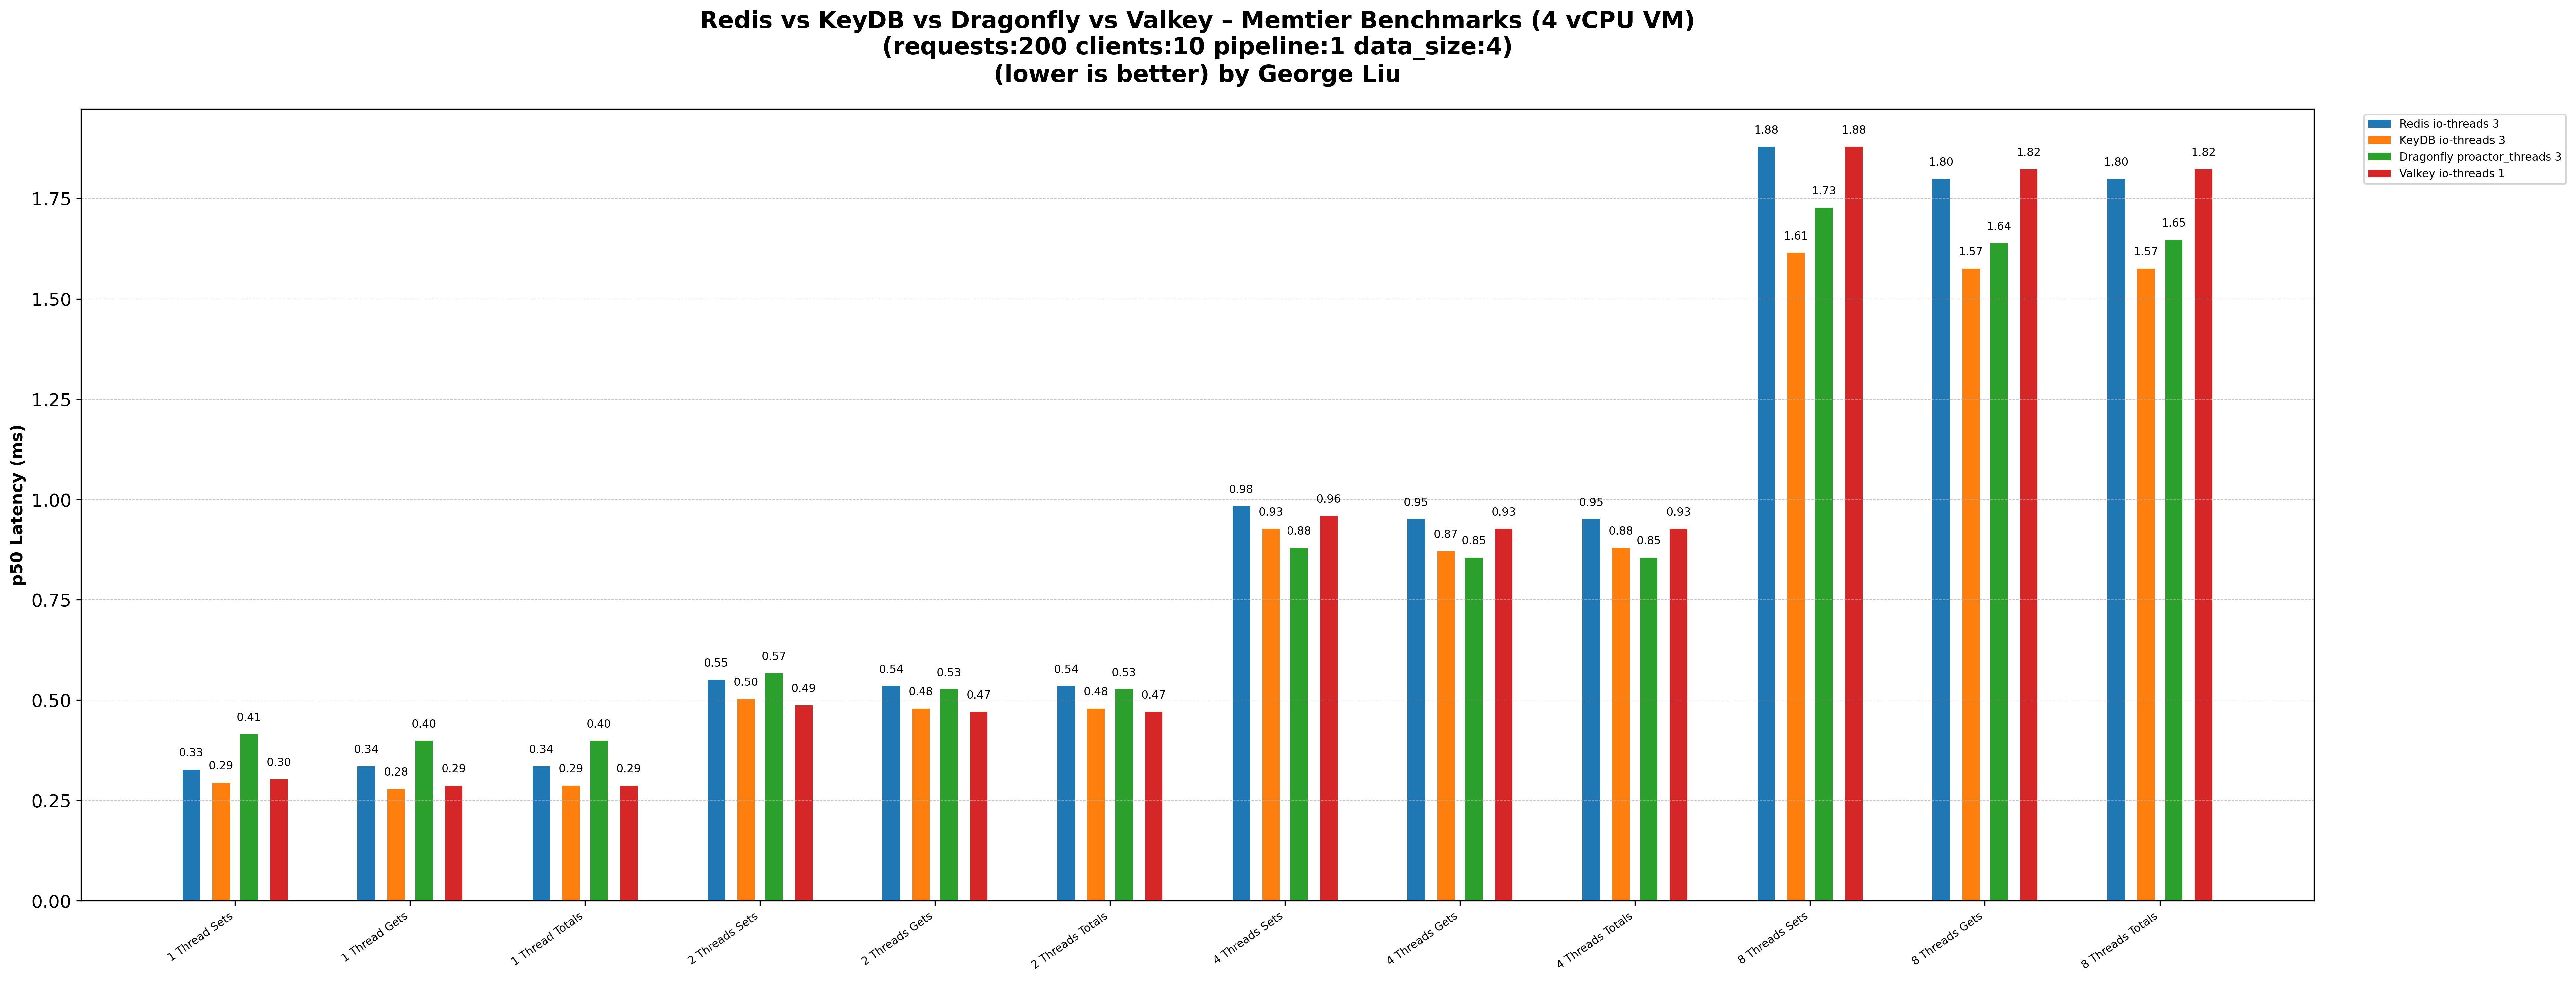 Redis vs KeyDB vs Dragonfly vs Valkey – Memtier Benchmarks (4 vCPU VM)
(requests:200 clients:10 pipeline:1 data_size:4)
(lower is better) by George Liu
Redis io-threads 3
KeyDB io-threads 3
Dragonfly proactor_threads 3
Valkey io-threads 1
p50 Latency (ms)
1.75
1.50
1.25
1.00
0.75
0.50
0.25
0.00
0.33 0.29 0.41 0.30
0.34 0.28 0.40 0.29
0.34 0.29 0.40 0.29
0.55 0.50 0.57 0.49
0.54 0.48 0.53 0.47
0.54 0.48 0.53 0.47
0.98 0.93 0.88 0.96
0.95 0.87 0.85 0.93
0.95 0.88 0.85 0.93
1.88 1.61 1.73 1.88
1.80 1.57 1.64 1.82
1.80 1.57 1.65 1.82
1 Thread Sets
1 Thread Gets
1 Thread Totals
2 Threads Sets
2 Threads Gets
2 Threads Totals
4 Threads Sets
4 Threads Gets
4 Threads Totals
8 Threads Sets
8 Threads Gets
8 Threads Totals